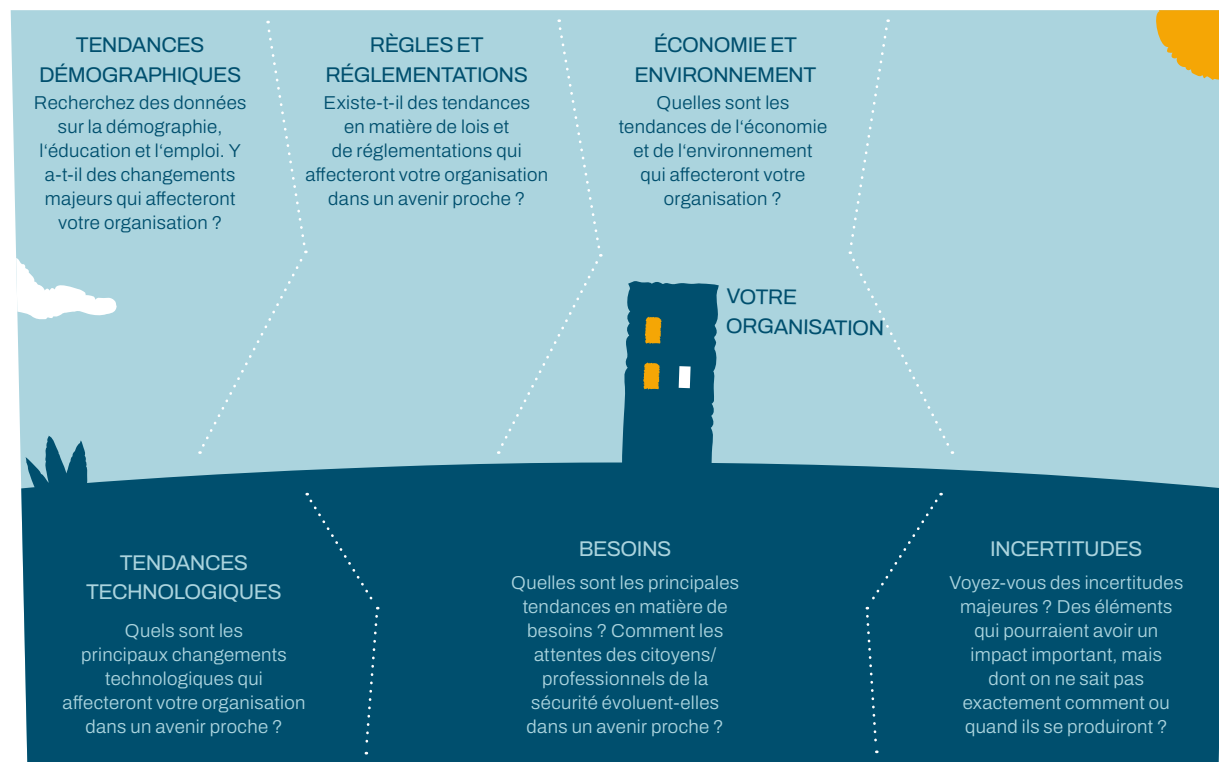 TENDANCES
DÉMOGRAPHIQUES
Recherchez des données
sur la démographie,
l‘éducation et l‘emploi. Y
a-t-il des changements
majeurs qui affecteront
votre organisation ?
RÈGLES ET
RÉGLEMENTATIONS
Existe-t-il des tendances
en matière de lois et
de réglementations qui
affecteront votre organisation
dans un avenir proche ?
ÉCONOMIE ET
ENVIRONNEMENT
Quelles sont les
tendances de l‘économie
et de l‘environnement
qui affecteront votre
organisation ?
VOTRE
ORGANISATION
TENDANCES
TECHNOLOGIQUES
Quels sont les
principaux changements
technologiques qui
affecteront votre organisation
dans un avenir proche ?
BESOINS
Quelles sont les principales
tendances en matière de
besoins ? Comment les
attentes des citoyens/
professionnels de la
sécurité évoluent-elles
dans un avenir proche ?
INCERTITUDES
Voyez-vous des incertitudes
majeures ? Des éléments
qui pourraient avoir un
impact important, mais
dont on ne sait pas
exactement comment ou
quand ils se produiront ?